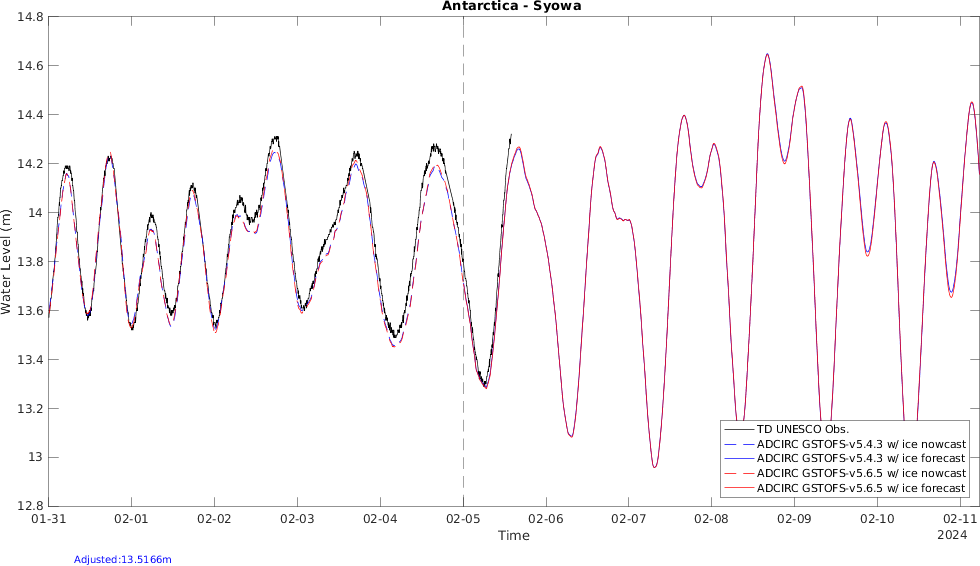 Antarctica - Syowa
14.8
14.6
14.4
14.2
14
13.8
13.6
13.4
13.2
13
12.8
Water Level (m)
TD UNESCO Obs.
ADCIRC GSTOFS-v5.4.3 w/ ice nowcast
ADCIRC GSTOFS-v5.4.3 w/ ice forecast
ADCIRC GSTOFS-v5.6.5 w/ ice nowcast
ADCIRC GSTOFS-v5.6.5 w/ ice forecast
01-31 02-01 02-02 02-03 02-04 02-05 02-06 02-07 02-08 02-09 02-10 02-11
Time 2024
Adjusted:13.5166m